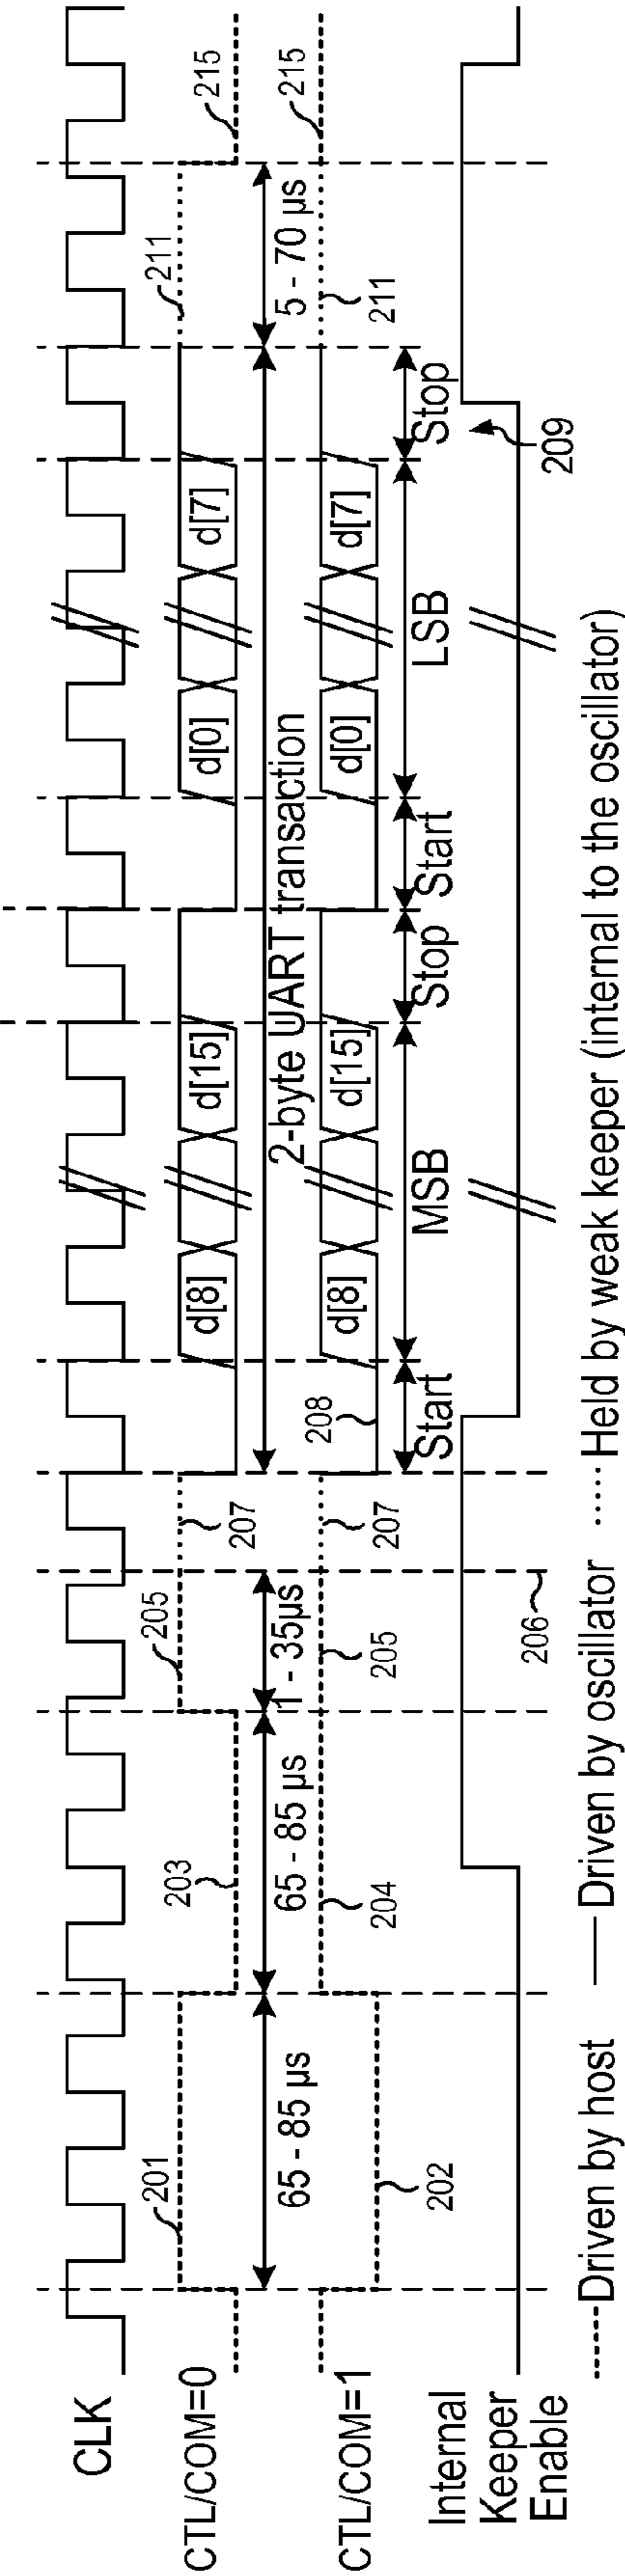 CLK
CTL/COM=0
201
203
205
207
d[8]
d[15]
d[0]
d[7]
211
215
65 - 85 µs
65 - 85 µs
1 - 35µs
2-byte UART transaction
5 - 70 µs
CTL/COM=1
202
204
205
207
208
d[8]
d[15]
d[0]
d[7]
211
215
Start
MSB
Stop
Start
LSB
Stop
Internal
Keeper
Enable
206
209
Driven by host
Driven by oscillator
Held by weak keeper (internal to the oscillator)